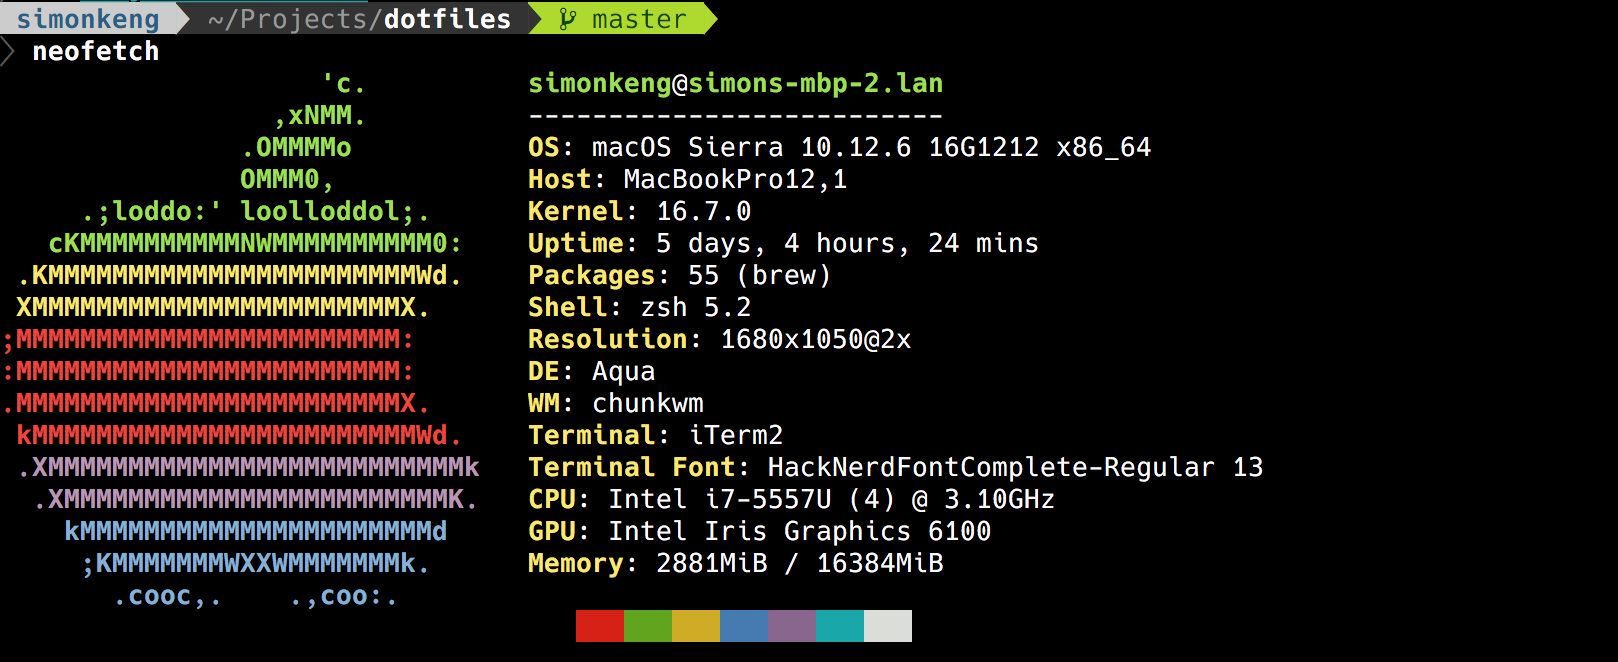 simonkeng ~/Projects/dotfiles master
neofetch
'c. simonkeng@simons-mbp-2.lan
,xNMM. --------------------------
.OMMMMo OS: macOS Sierra 10.12.6 16G1212 x86_64
OMMM0, Host: MacBookPro12,1
.;loddo:' loolloddol;. Kernel: 16.7.0
cKMMMMMMMMMMNWMMMMMMMMMM0: Uptime: 5 days, 4 hours, 24 mins
.KMMMMMMMMMMMMMMMMMMMMMMMWd. Packages: 55 (brew)
XMMMMMMMMMMMMMMMMMMMMMMMX. Shell: zsh 5.2
;MMMMMMMMMMMMMMMMMMMMMMMM: Resolution: 1680x1050@2x
:MMMMMMMMMMMMMMMMMMMMMMMM: DE: Aqua
.MMMMMMMMMMMMMMMMMMMMMMMMX. WM: chunkwm
kMMMMMMMMMMMMMMMMMMMMMMMMWd. Terminal: iTerm2
.XMMMMMMMMMMMMMMMMMMMMMMMMMMk Terminal Font: HackNerdFontComplete-Regular 13
.XMMMMMMMMMMMMMMMMMMMMMMMMK. CPU: Intel i7-5557U (4) @ 3.10GHz
kMMMMMMMMMMMMMMMMMMMMMMd GPU: Intel Iris Graphics 6100
;KMMMMMMMWXXWMMMMMMMk. Memory: 2881MiB / 16384MiB
.cooc,. .,coo:.